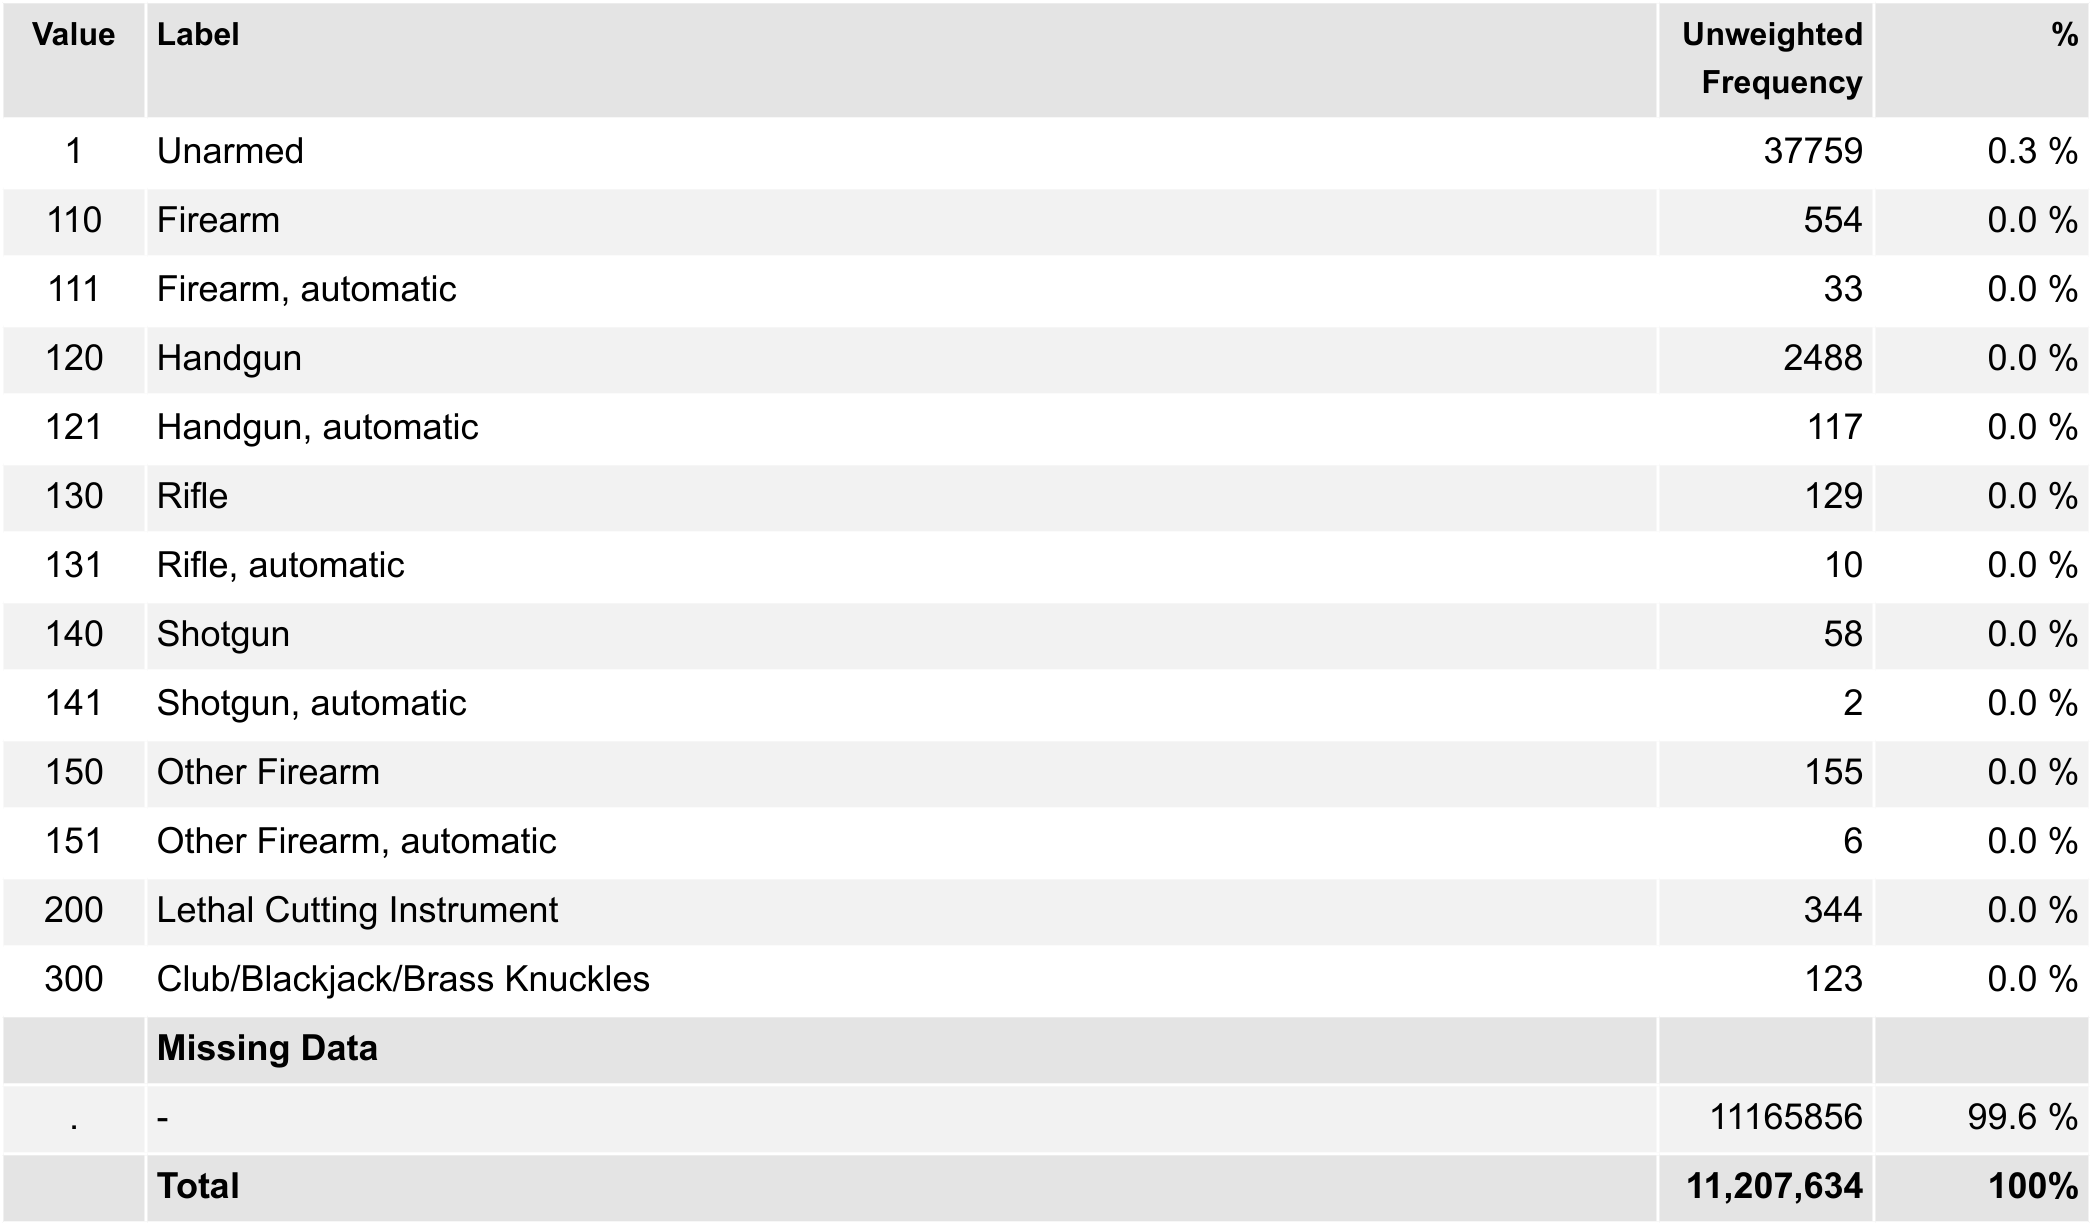 Value Label Unweighted Frequency %
1 Unarmed 37759 0.3 %
110 Firearm 554 0.0 %
111 Firearm, automatic 33 0.0 %
120 Handgun 2488 0.0 %
121 Handgun, automatic 117 0.0 %
130 Rifle 129 0.0 %
131 Rifle, automatic 10 0.0 %
140 Shotgun 58 0.0 %
141 Shotgun, automatic 2 0.0 %
150 Other Firearm 155 0.0 %
151 Other Firearm, automatic 6 0.0 %
200 Lethal Cutting Instrument 344 0.0 %
300 Club/Blackjack/Brass Knuckles 123 0.0 %
Missing Data
. - 11165856 99.6 %
Total 11,207,634 100%